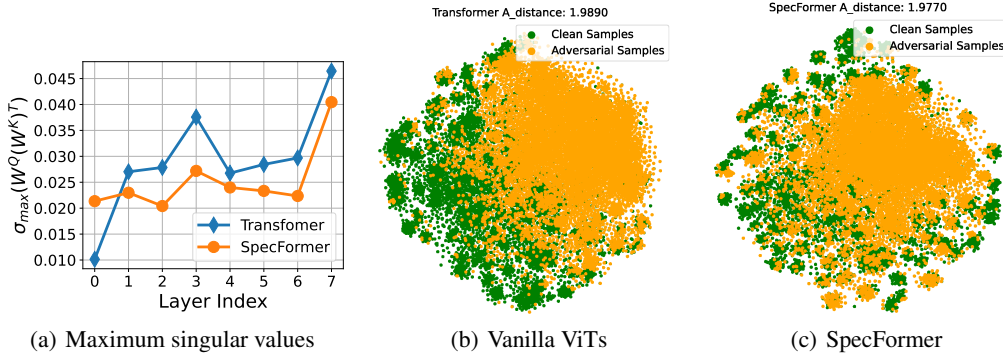 Transformer A_distance: 1.9890
SpecFormer A_distance: 1.9770
Clean Samples
Adversarial Samples
Clean Samples
Adversarial Samples
σmax(W^Q(W^K)^T)
0.045
0.040
0.035
0.030
0.025
0.020
0.015
0.010
Transfomer
SpecFormer
0 1 2 3 4 5 6 7
Layer Index
(a) Maximum singular values
(b) Vanilla ViTs
(c) SpecFormer